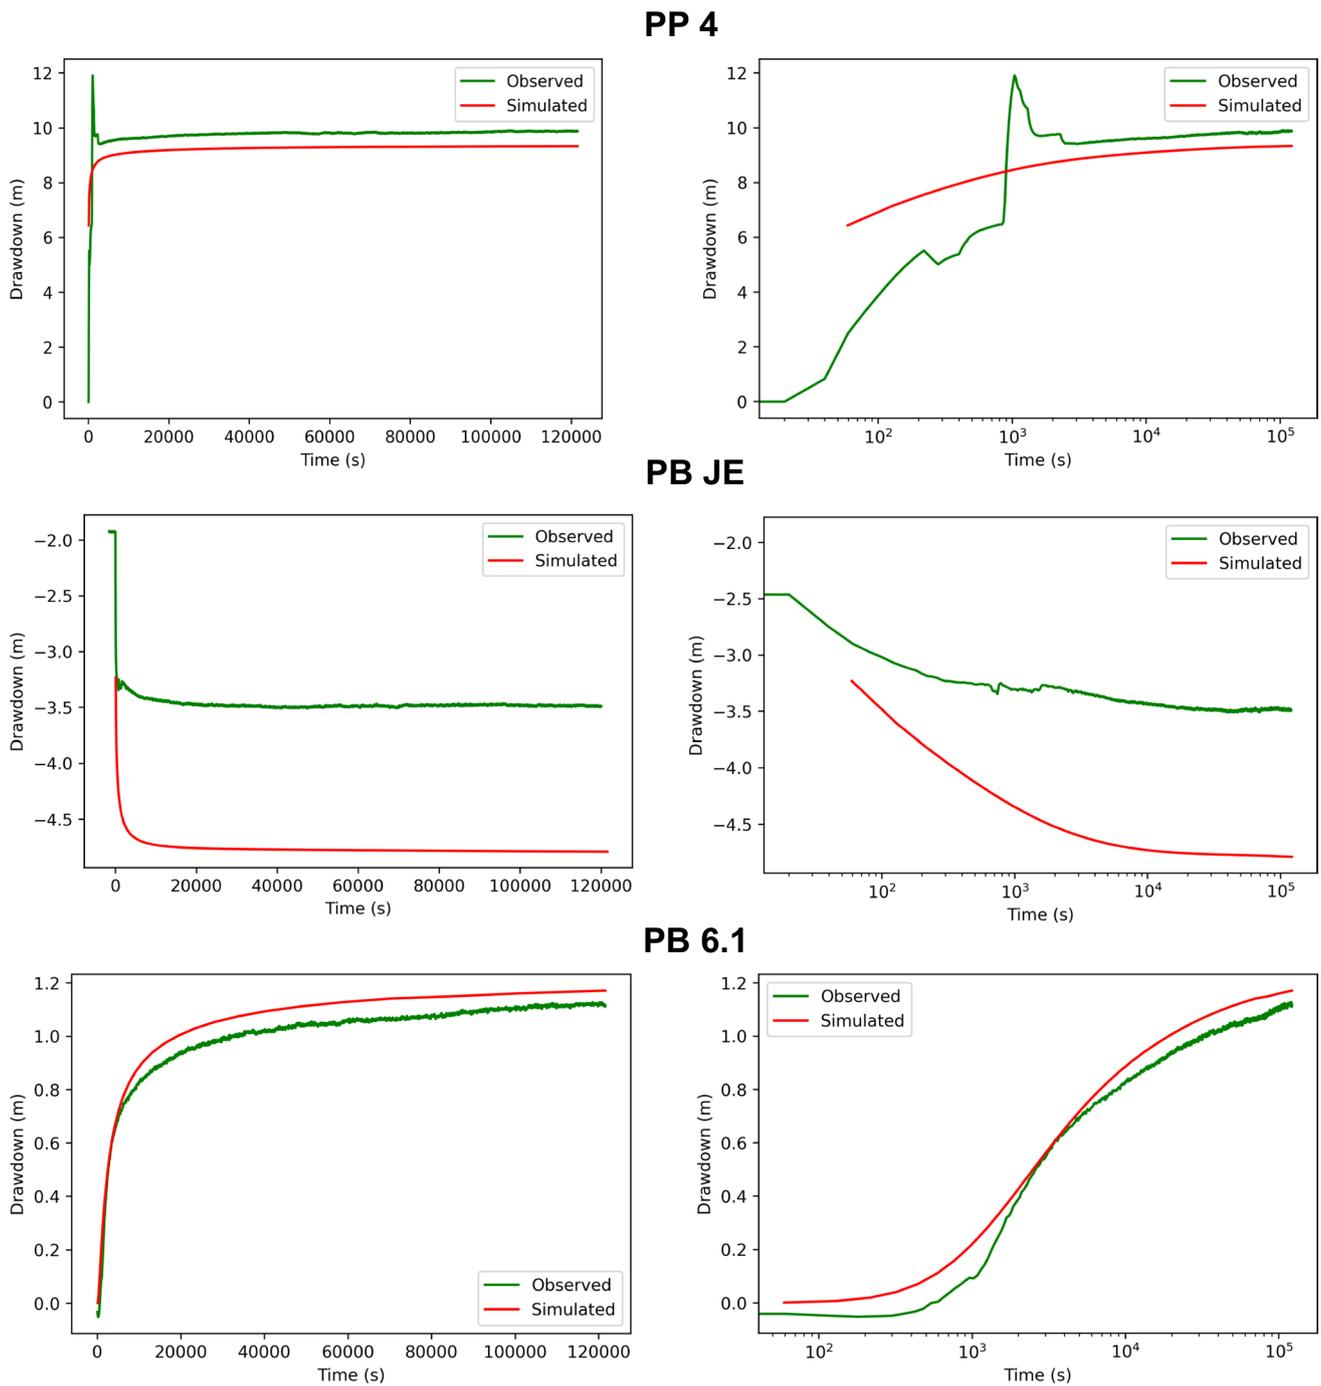 PP 4
12
10
8
6
4
2
0
Drawdown (m)
Observed
Simulated
0 20000 40000 60000 80000 100000 120000
Time (s)
12
10
8
6
4
2
0
Drawdown (m)
Observed
Simulated
10² 10³ 10⁴ 10⁵
Time (s)
PB JE
−2.0
−2.5
−3.0
−3.5
−4.0
−4.5
Drawdown (m)
Observed
Simulated
0 20000 40000 60000 80000 100000 120000
Time (s)
−2.0
−2.5
−3.0
−3.5
−4.0
−4.5
Drawdown (m)
Observed
Simulated
10² 10³ 10⁴ 10⁵
Time (s)
PB 6.1
1.2
1.0
0.8
0.6
0.4
0.2
0.0
Drawdown (m)
Observed
Simulated
0 20000 40000 60000 80000 100000 120000
Time (s)
1.2
1.0
0.8
0.6
0.4
0.2
0.0
Drawdown (m)
Observed
Simulated
10² 10³ 10⁴ 10⁵
Time (s)